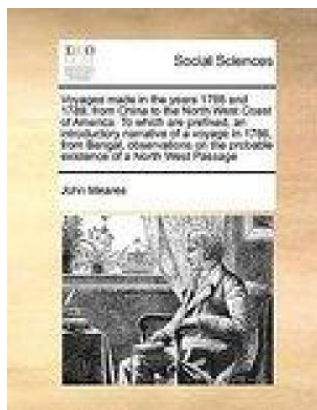 Social Sciences
Voyages made in the years 1788 and
1789, from China to the North West Coast
of America. To which are prefixed, an
introductory narrative of a voyage in 1786,
from Bengal, observations on the probable
existence of a North West Passage
John Meares